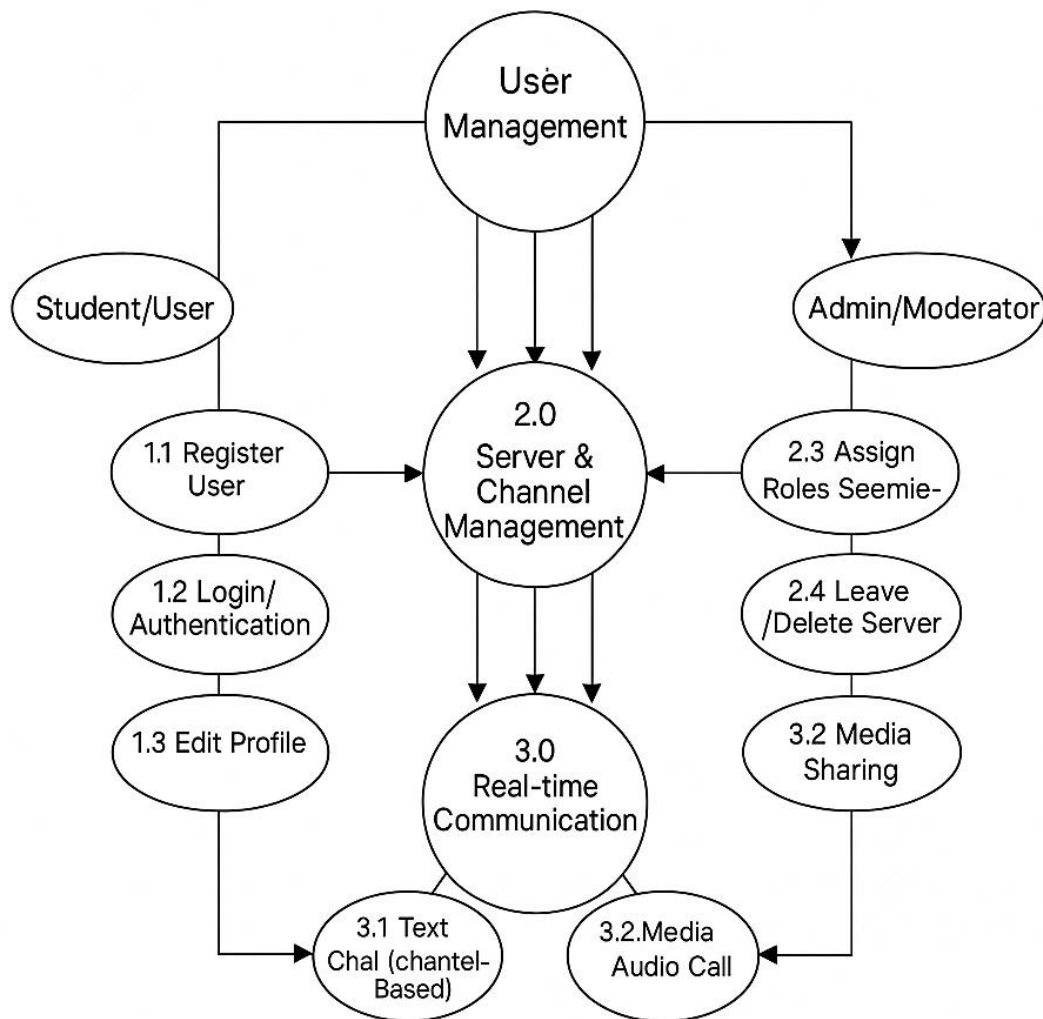 User
Management
Student/User
Admin/Moderator
1.1 Register
User
2.0
Server &
Channel
Management
2.3 Assign
Roles Seemie-
1.2 Login/
Authentication
2.4 Leave
/Delete Server
1.3 Edit Profile
3.0
Real-time
Communication
3.2 Media
Sharing
3.1 Text
Chal (chantel-
Based)
3.2.Media
Audio Call